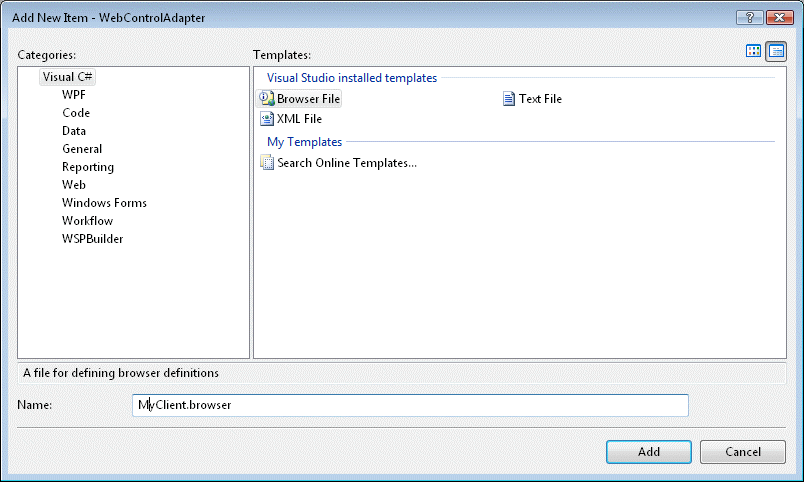 Add New Item - WebControlAdapter
Categories:
Templates:
Visual C#
WPF
Code
Data
General
Reporting
Web
Windows Forms
Workflow
WSPBuilder
Visual Studio installed templates
Browser File
Text File
XML File
My Templates
Search Online Templates...
A file for defining browser definitions
Name:
MyClient.browser
Add
Cancel